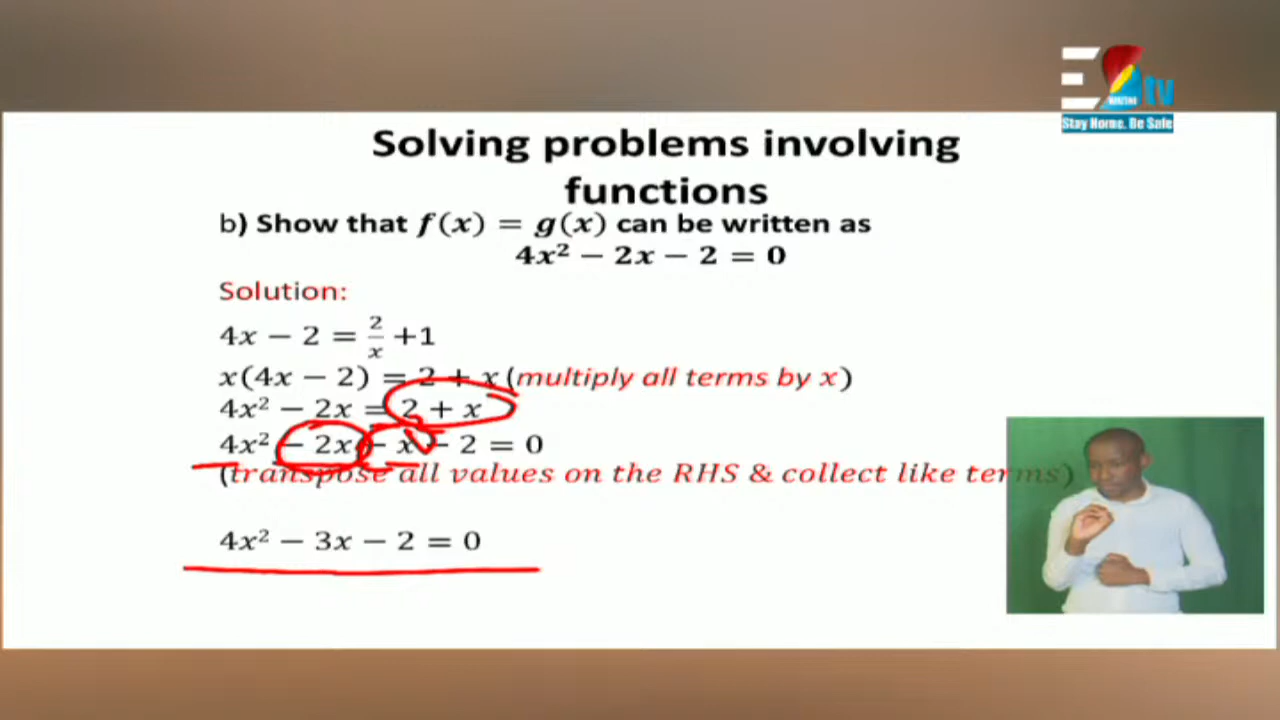 E tv
Stay Home. Be Safe
Solving problems involving
functions
b) Show that f(x) = g(x) can be written as
4x² − 2x − 2 = 0
Solution:
4x − 2 = 2/x +1
x(4x − 2) = 2 + x (multiply all terms by x)
4x² − 2x = 2 + x
4x² − 2x − x − 2 = 0
(transpose all values on the RHS & collect like terms)
4x² − 3x − 2 = 0